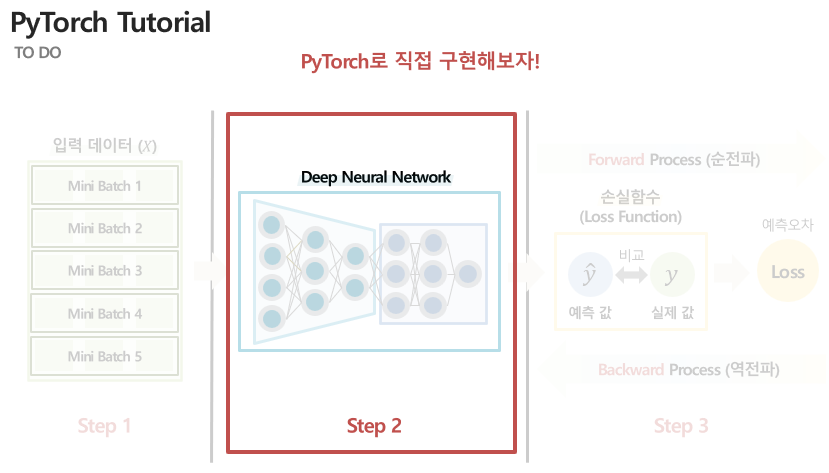 PyTorch Tutorial
TO DO
PyTorch로 직접 구현해보자!
입력 데이터 (X)
Mini Batch 1
Mini Batch 2
Mini Batch 3
Mini Batch 4
Mini Batch 5
Step 1
Deep Neural Network
Step 2
Forward Process (순전파)
손실함수
(Loss Function)
예측오차
ŷ
비교
y
Loss
예측 값
실제 값
Backward Process (역전파)
Step 3